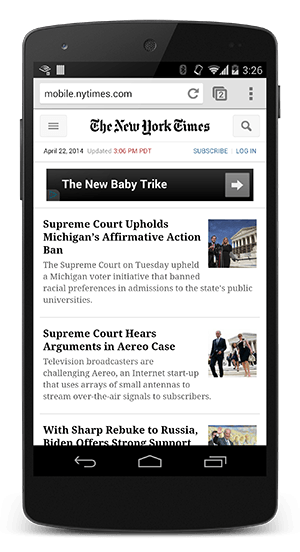 3:26
mobile.nytimes.com
2
The New York Times
April 22, 2014 Updated 3:06 PM PDT SUBSCRIBE LOG IN
The New Baby Trike
Supreme Court Upholds
Michigan's Affirmative Action
Ban
The Supreme Court on Tuesday upheld
a Michigan voter initiative that banned
racial preferences in admissions to the state's public
universities.
Supreme Court Hears
Arguments in Aereo Case
Television broadcasters are
challenging Aereo, an Internet start-up
that uses arrays of small antennas to
stream over-the-air signals to subscribers.
With Sharp Rebuke to Russia,
Biden Offers Strong Support